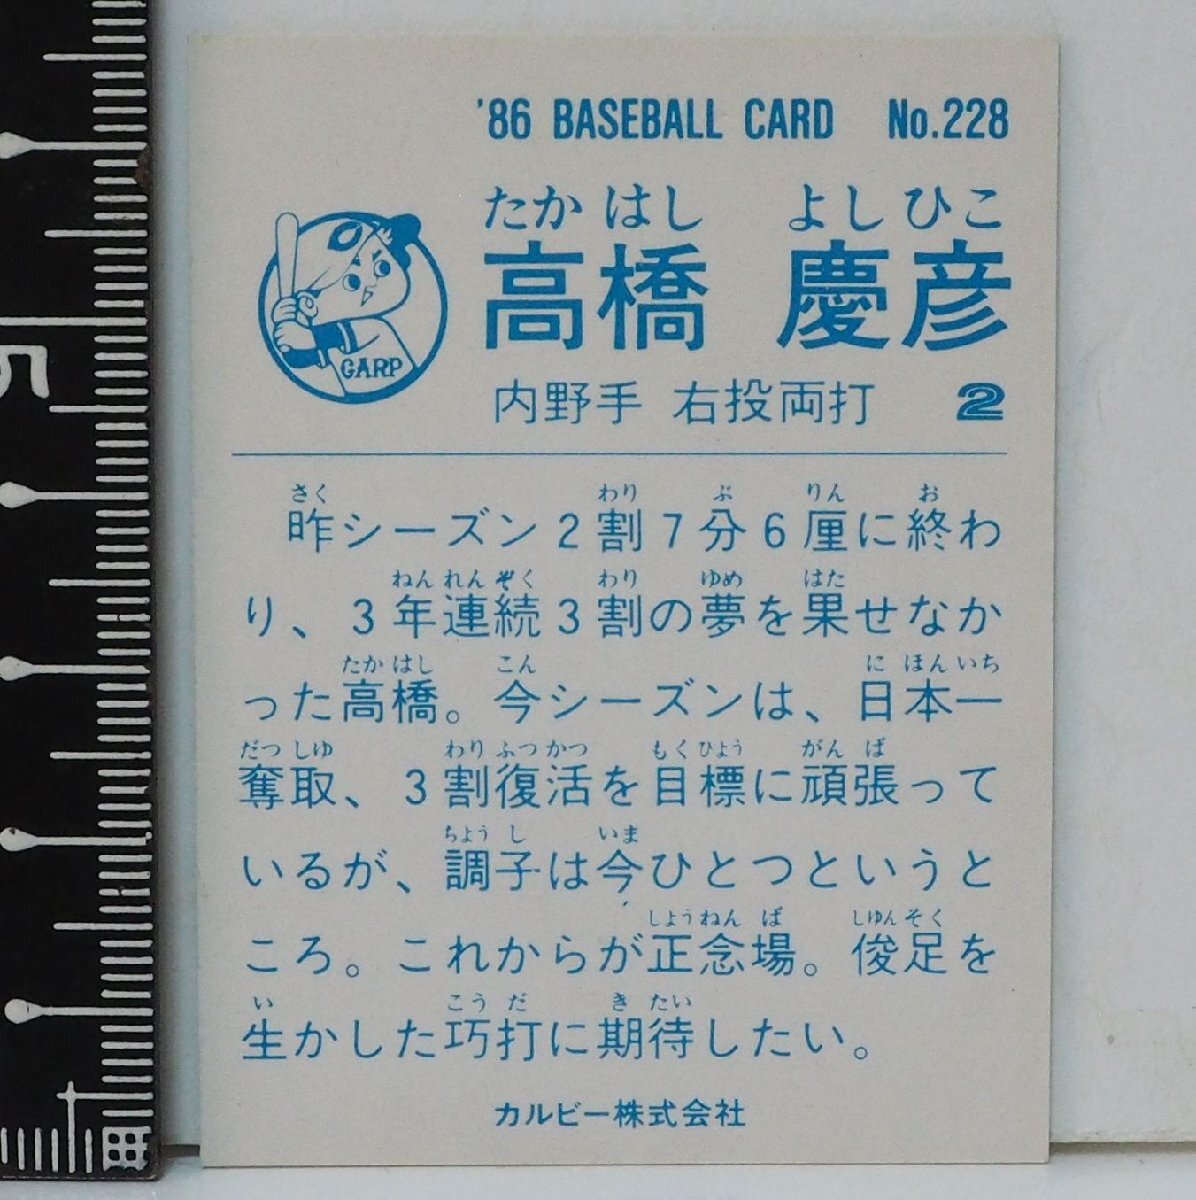 '86 BASEBALL CARD No.228
たか はし よし ひこ
高橋 慶彦
CARP
内野手 右投両打 2
さく わり ぶ りん お
昨シーズン2割7分6厘に終わ
ねん れん ぞく わり ゆめ はた
り、3年連続3割の夢を果せなか
たか はし こん に ほん いち
った高橋。今シーズンは、日本一
だつ しゆ わり ふつ かつ もく ひょう がん ば
奪取、3割復活を目標に頑張って
ちょう し いま
いるが、調子は今ひとつというと
しょう ねん ば しゆん そく
ころ。これからが正念場。俊足を
い こう だ き たい
生かした巧打に期待したい。
カルビー株式会社
5